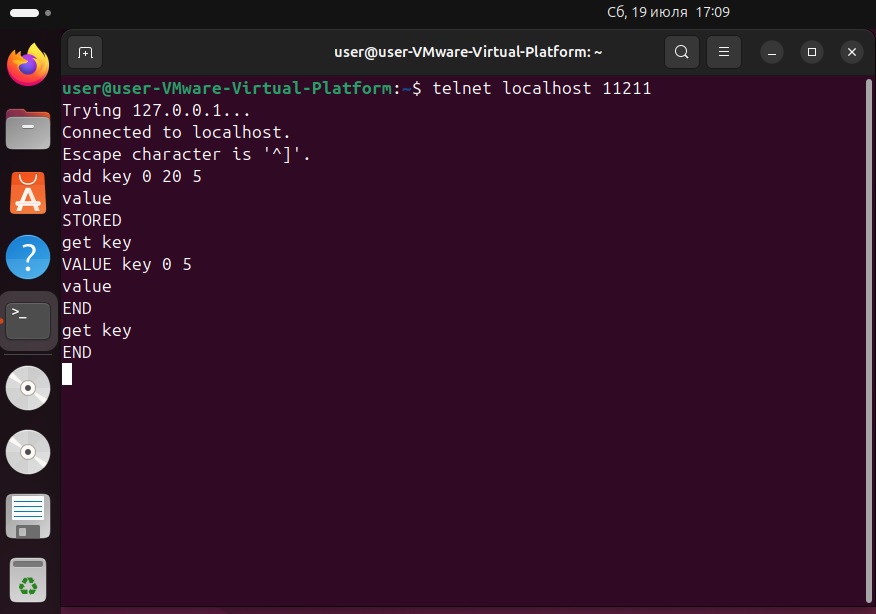 Сб, 19 июля 17:09
user@user-VMware-Virtual-Platform: ~
user@user-VMware-Virtual-Platform:~$ telnet localhost 11211
Trying 127.0.0.1...
Connected to localhost.
Escape character is '^]'.
add key 0 20 5
value
STORED
get key
VALUE key 0 5
value
END
get key
END